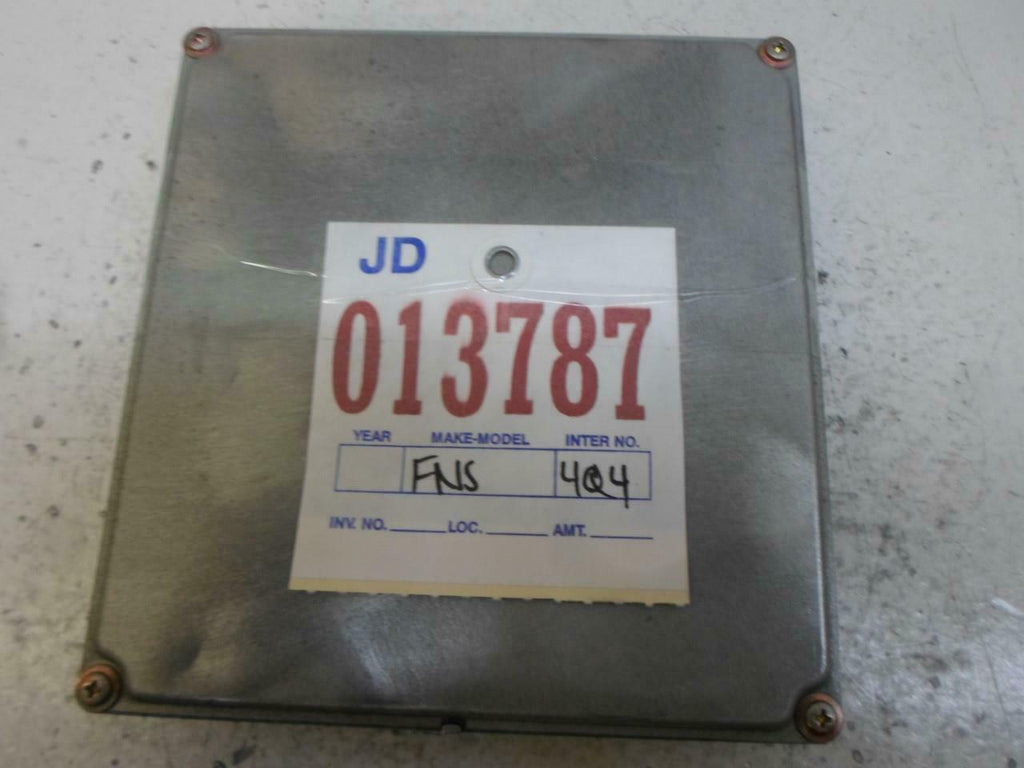 JD
013787
YEAR MAKE-MODEL INTER NO.
FNS 4Q4
INV. NO. LOC. AMT.